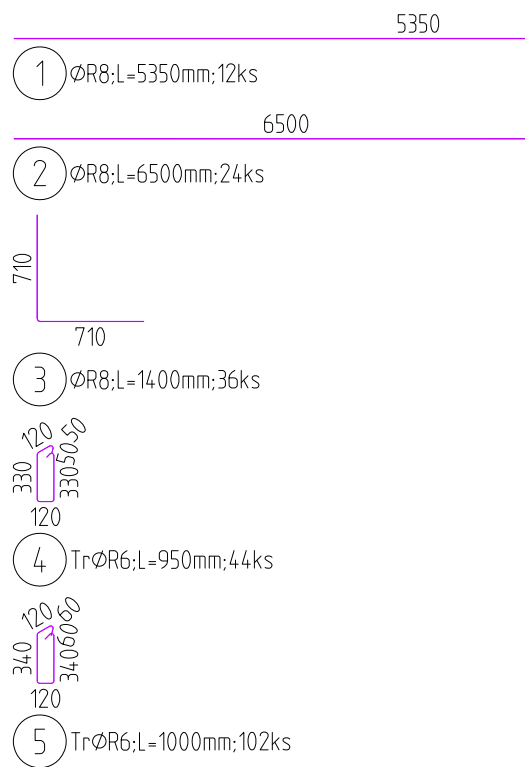 5350
1 ØR8;L=5350mm;12ks
6500
2 ØR8;L=6500mm;24ks
710
710
3 ØR8;L=1400mm;36ks
120 50
330 50 330
120
4 TrØR6;L=950mm;44ks
120 60
340 60 340
120
5 TrØR6;L=1000mm;102ks